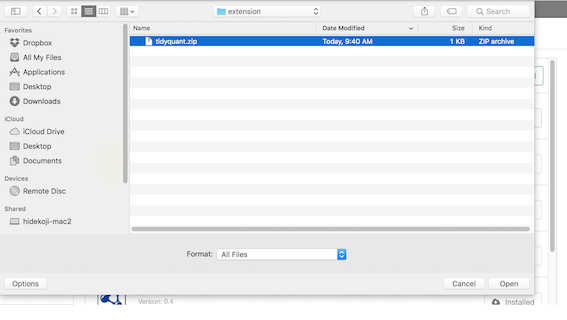 extension
Search
Favorites
Dropbox
All My Files
Applications
Desktop
Downloads
iCloud
iCloud Drive
Desktop
Documents
Devices
Remote Disc
Shared
hidekoji-mac2
Name Date Modified Size Kind
tidyquant.zip Today, 9:40 AM 1 KB ZIP archive
Format: All Files
Options Cancel Open
Version: 0.4
Installed